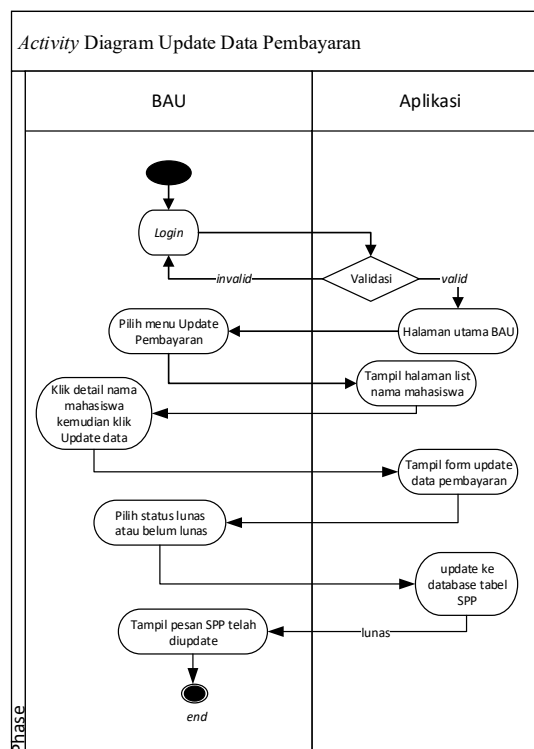 Activity Diagram Update Data Pembayaran
BAU
Aplikasi
Login
invalid
Validasi
valid
Pilih menu Update
Pembayaran
Halaman utama BAU
Tampil halaman list
nama mahasiswa
Klik detail nama
mahasiswa
kemudian klik
Update data
Tampil form update
data pembayaran
Pilih status lunas
atau belum lunas
update ke
database tabel
SPP
Tampil pesan SPP telah
diupdate
lunas
end
Phase